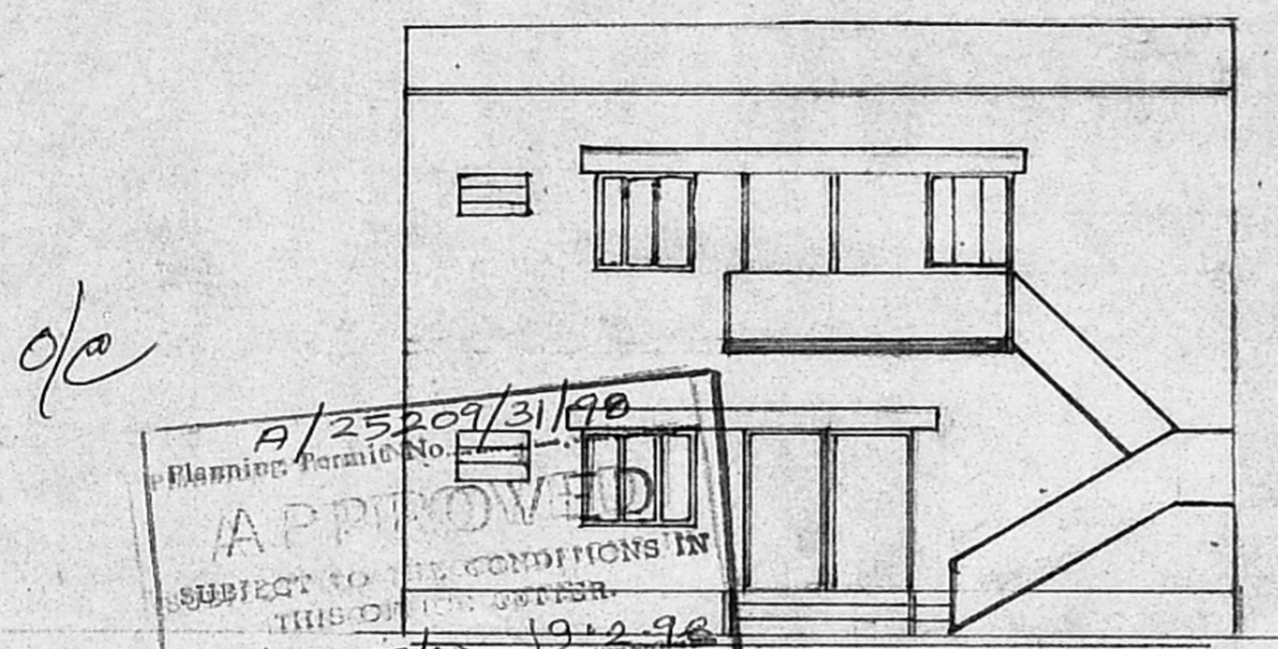 A/25209/31/98
Planning Permit No.
APPROVED
SUBJECT TO THE CONDITIONS IN
THIS OFFICE LETTER.
19.2.98